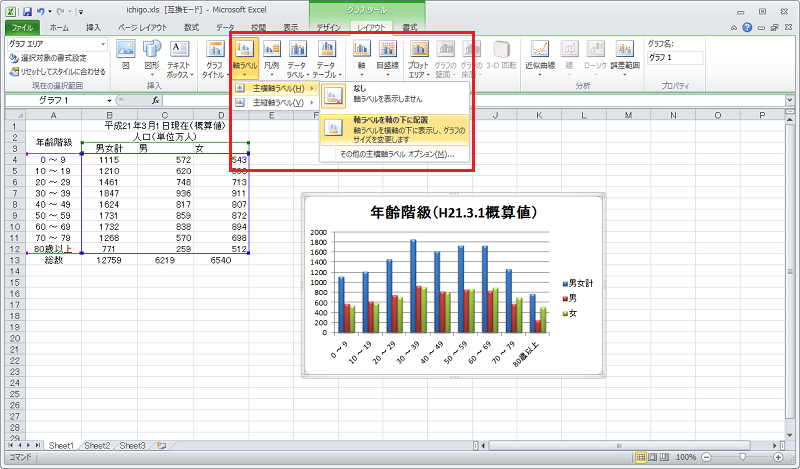 ichigo.xls [互換モード] - Microsoft Excel
グラフ ツール
ファイル ホーム 挿入 ページ レイアウト 数式 データ 校閲 表示 デザイン レイアウト 書式
グラフ エリア
選択対象の書式設定
リセットしてスタイルに合わせる
現在の選択範囲
図
図形
テキスト ボックス
挿入
グラフ タイトル
軸ラベル
凡例
データ ラベル
データ テーブル
軸
目盛線
プロット エリア
グラフの 壁面
グラフの 床面
3-D 回転
近似曲線
線
ローソク
誤差範囲
分析
グラフ名:
グラフ 1
プロパティ
主横軸ラベル(H)
主縦軸ラベル(V)
なし
軸ラベルを表示しません
軸ラベルを軸の下に配置
軸ラベルを横軸の下に表示し、グラフの
サイズを変更します
その他の主横軸ラベル オプション(M)...
グラフ 1 fx
A B C D E F J K L M N O P
1 平成21年3月1日現在(概算値)
2 年齢階級 人口(単位万人)
3 男女計 男 女
4 0 ~ 9 1115 572 543
5 10 ~ 19 1210 620
6 20 ~ 29 1461 748 713
7 30 ~ 39 1847 936 911
8 40 ~ 49 1624 817 807
9 50 ~ 59 1731 859 872
10 60 ~ 69 1732 838 894
11 70 ~ 79 1268 570 698
12 80歳以上 771 259 512
13 総数 12759 6219 6540
14
15
16
17
18
19
20
21
22
23
24
25
26
27
28
29
年齢階級(H21.3.1概算値)
2000
1800
1600
1400
1200
1000
800
600
400
200
0
0 ~ 9
10 ~ 19
20 ~ 29
30 ~ 39
40 ~ 49
50 ~ 59
60 ~ 69
70 ~ 79
80歳以上
男女計
男
女
Sheet1 Sheet2 Sheet3
コマンド
100%